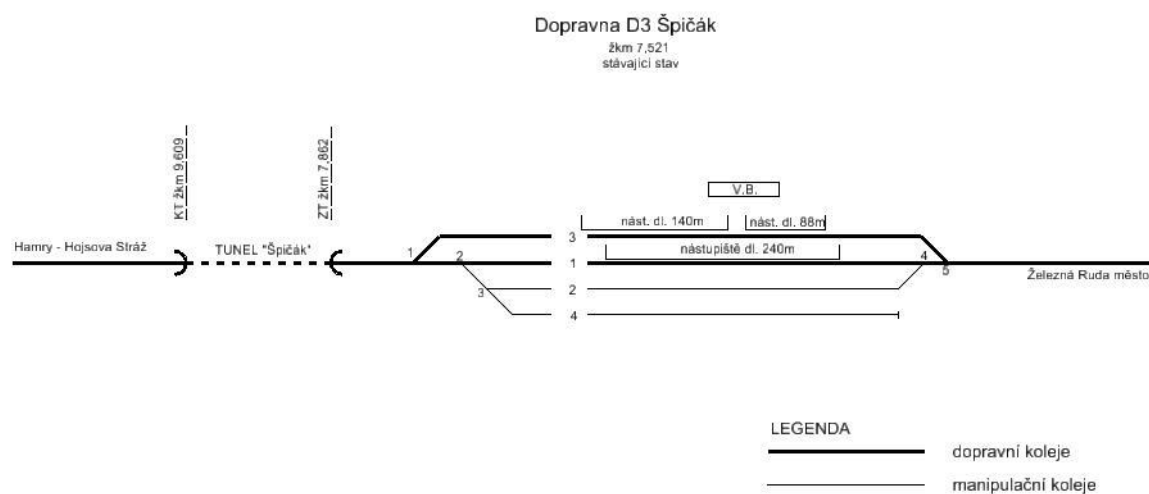 Dopravna D3 Špičák
žkm 7,521
stávající stav
KT žkm 9,609
ZT žkm 7,862
V.B.
nást. dl. 140m
nást. dl. 88m
Hamry - Hojsova Stráž
TUNEL "Špičák"
1
2
3
3
1
2
4
nástupiště dl. 240m
4
5
Železná Ruda město
LEGENDA
dopravní koleje
manipulační koleje